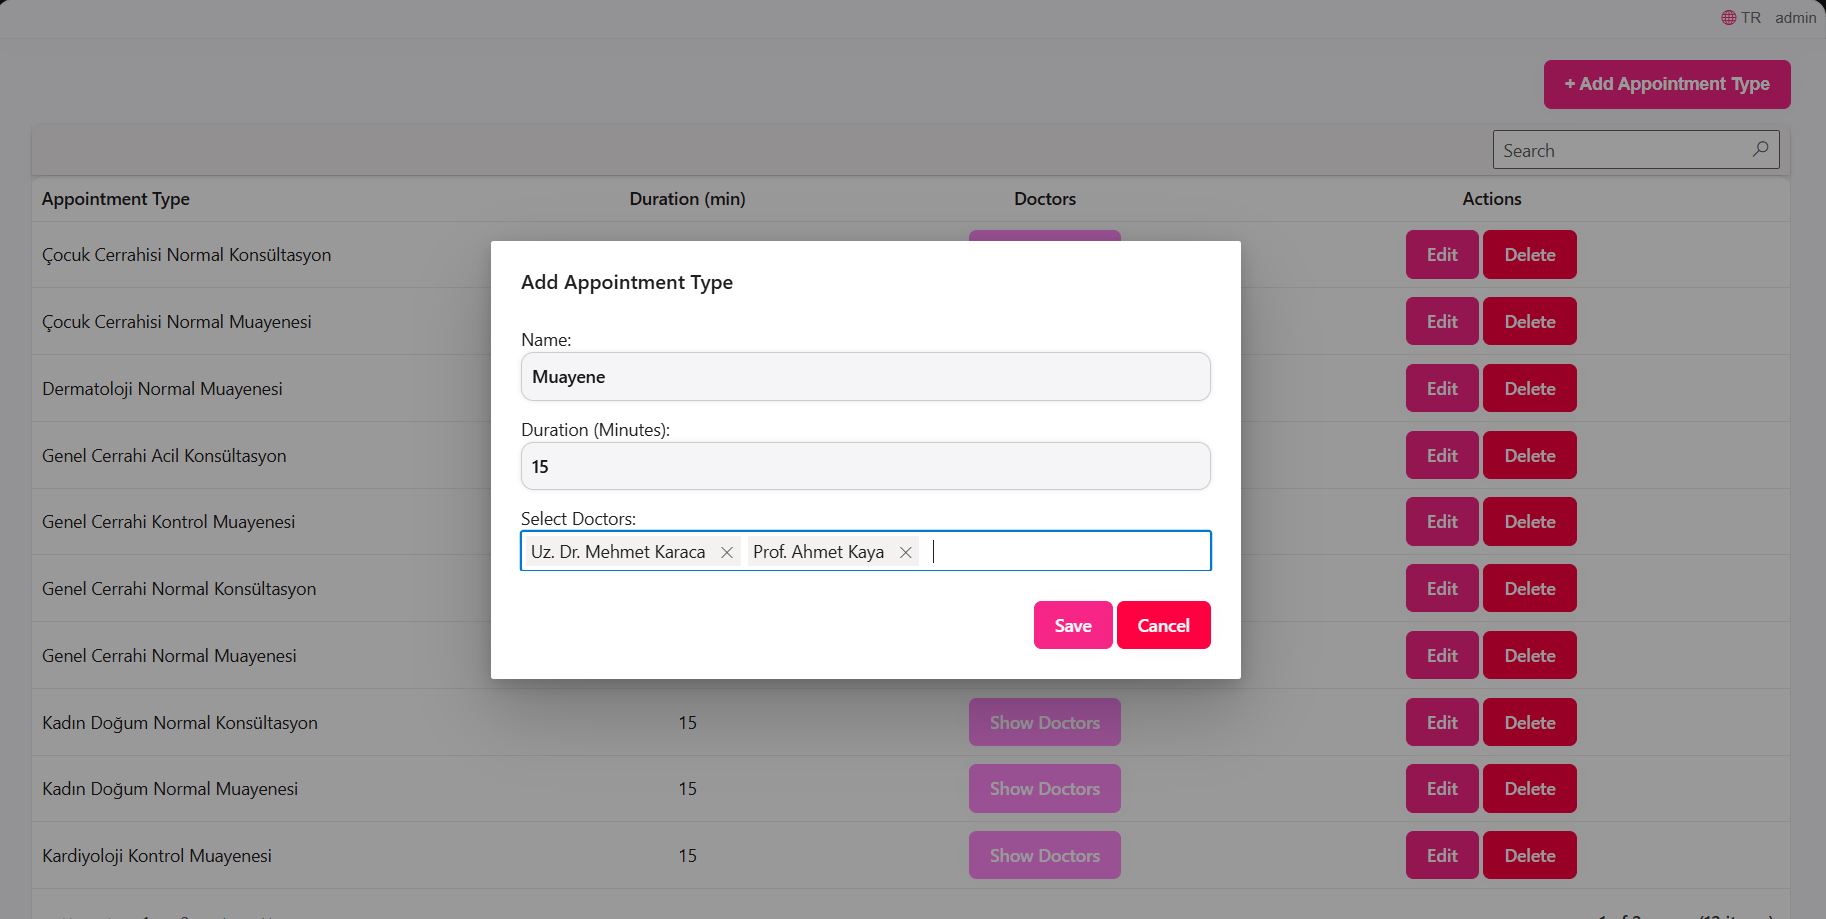 TR admin
+ Add Appointment Type
Search
Appointment Type Duration (min) Doctors Actions
Çocuk Cerrahisi Normal Konsültasyon Edit Delete
Çocuk Cerrahisi Normal Muayenesi Edit Delete
Dermatoloji Normal Muayenesi Edit Delete
Genel Cerrahi Acil Konsültasyon Edit Delete
Genel Cerrahi Kontrol Muayenesi Edit Delete
Genel Cerrahi Normal Konsültasyon Edit Delete
Genel Cerrahi Normal Muayenesi Edit Delete
Kadın Doğum Normal Konsültasyon 15 Show Doctors Edit Delete
Kadın Doğum Normal Muayenesi 15 Show Doctors Edit Delete
Kardiyoloji Kontrol Muayenesi 15 Show Doctors Edit Delete
Add Appointment Type
Name:
Muayene
Duration (Minutes):
15
Select Doctors:
Uz. Dr. Mehmet Karaca Prof. Ahmet Kaya
Save Cancel